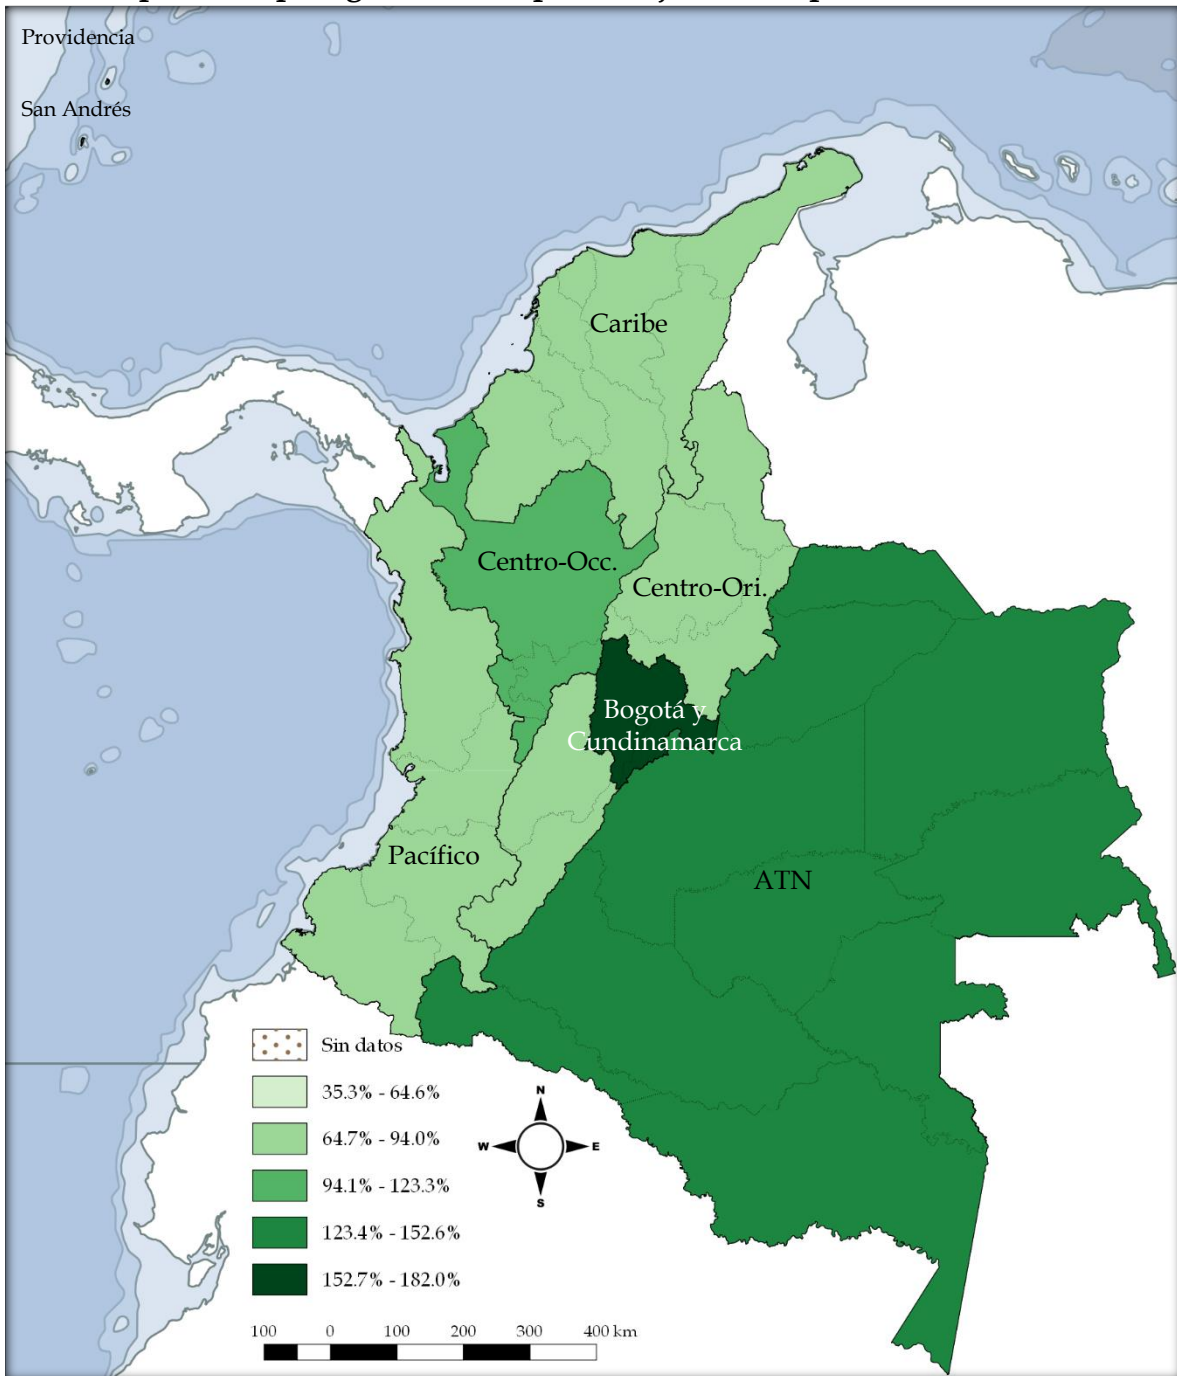 Providencia
San Andrés
Caribe
Centro-Occ.
Centro-Ori.
Bogotá y
Cundinamarca
Pacífico
ATN
Sin datos
35.3% - 64.6%
64.7% - 94.0%
94.1% - 123.3%
123.4% - 152.6%
152.7% - 182.0%
N
W E
S
100 0 100 200 300 400 km